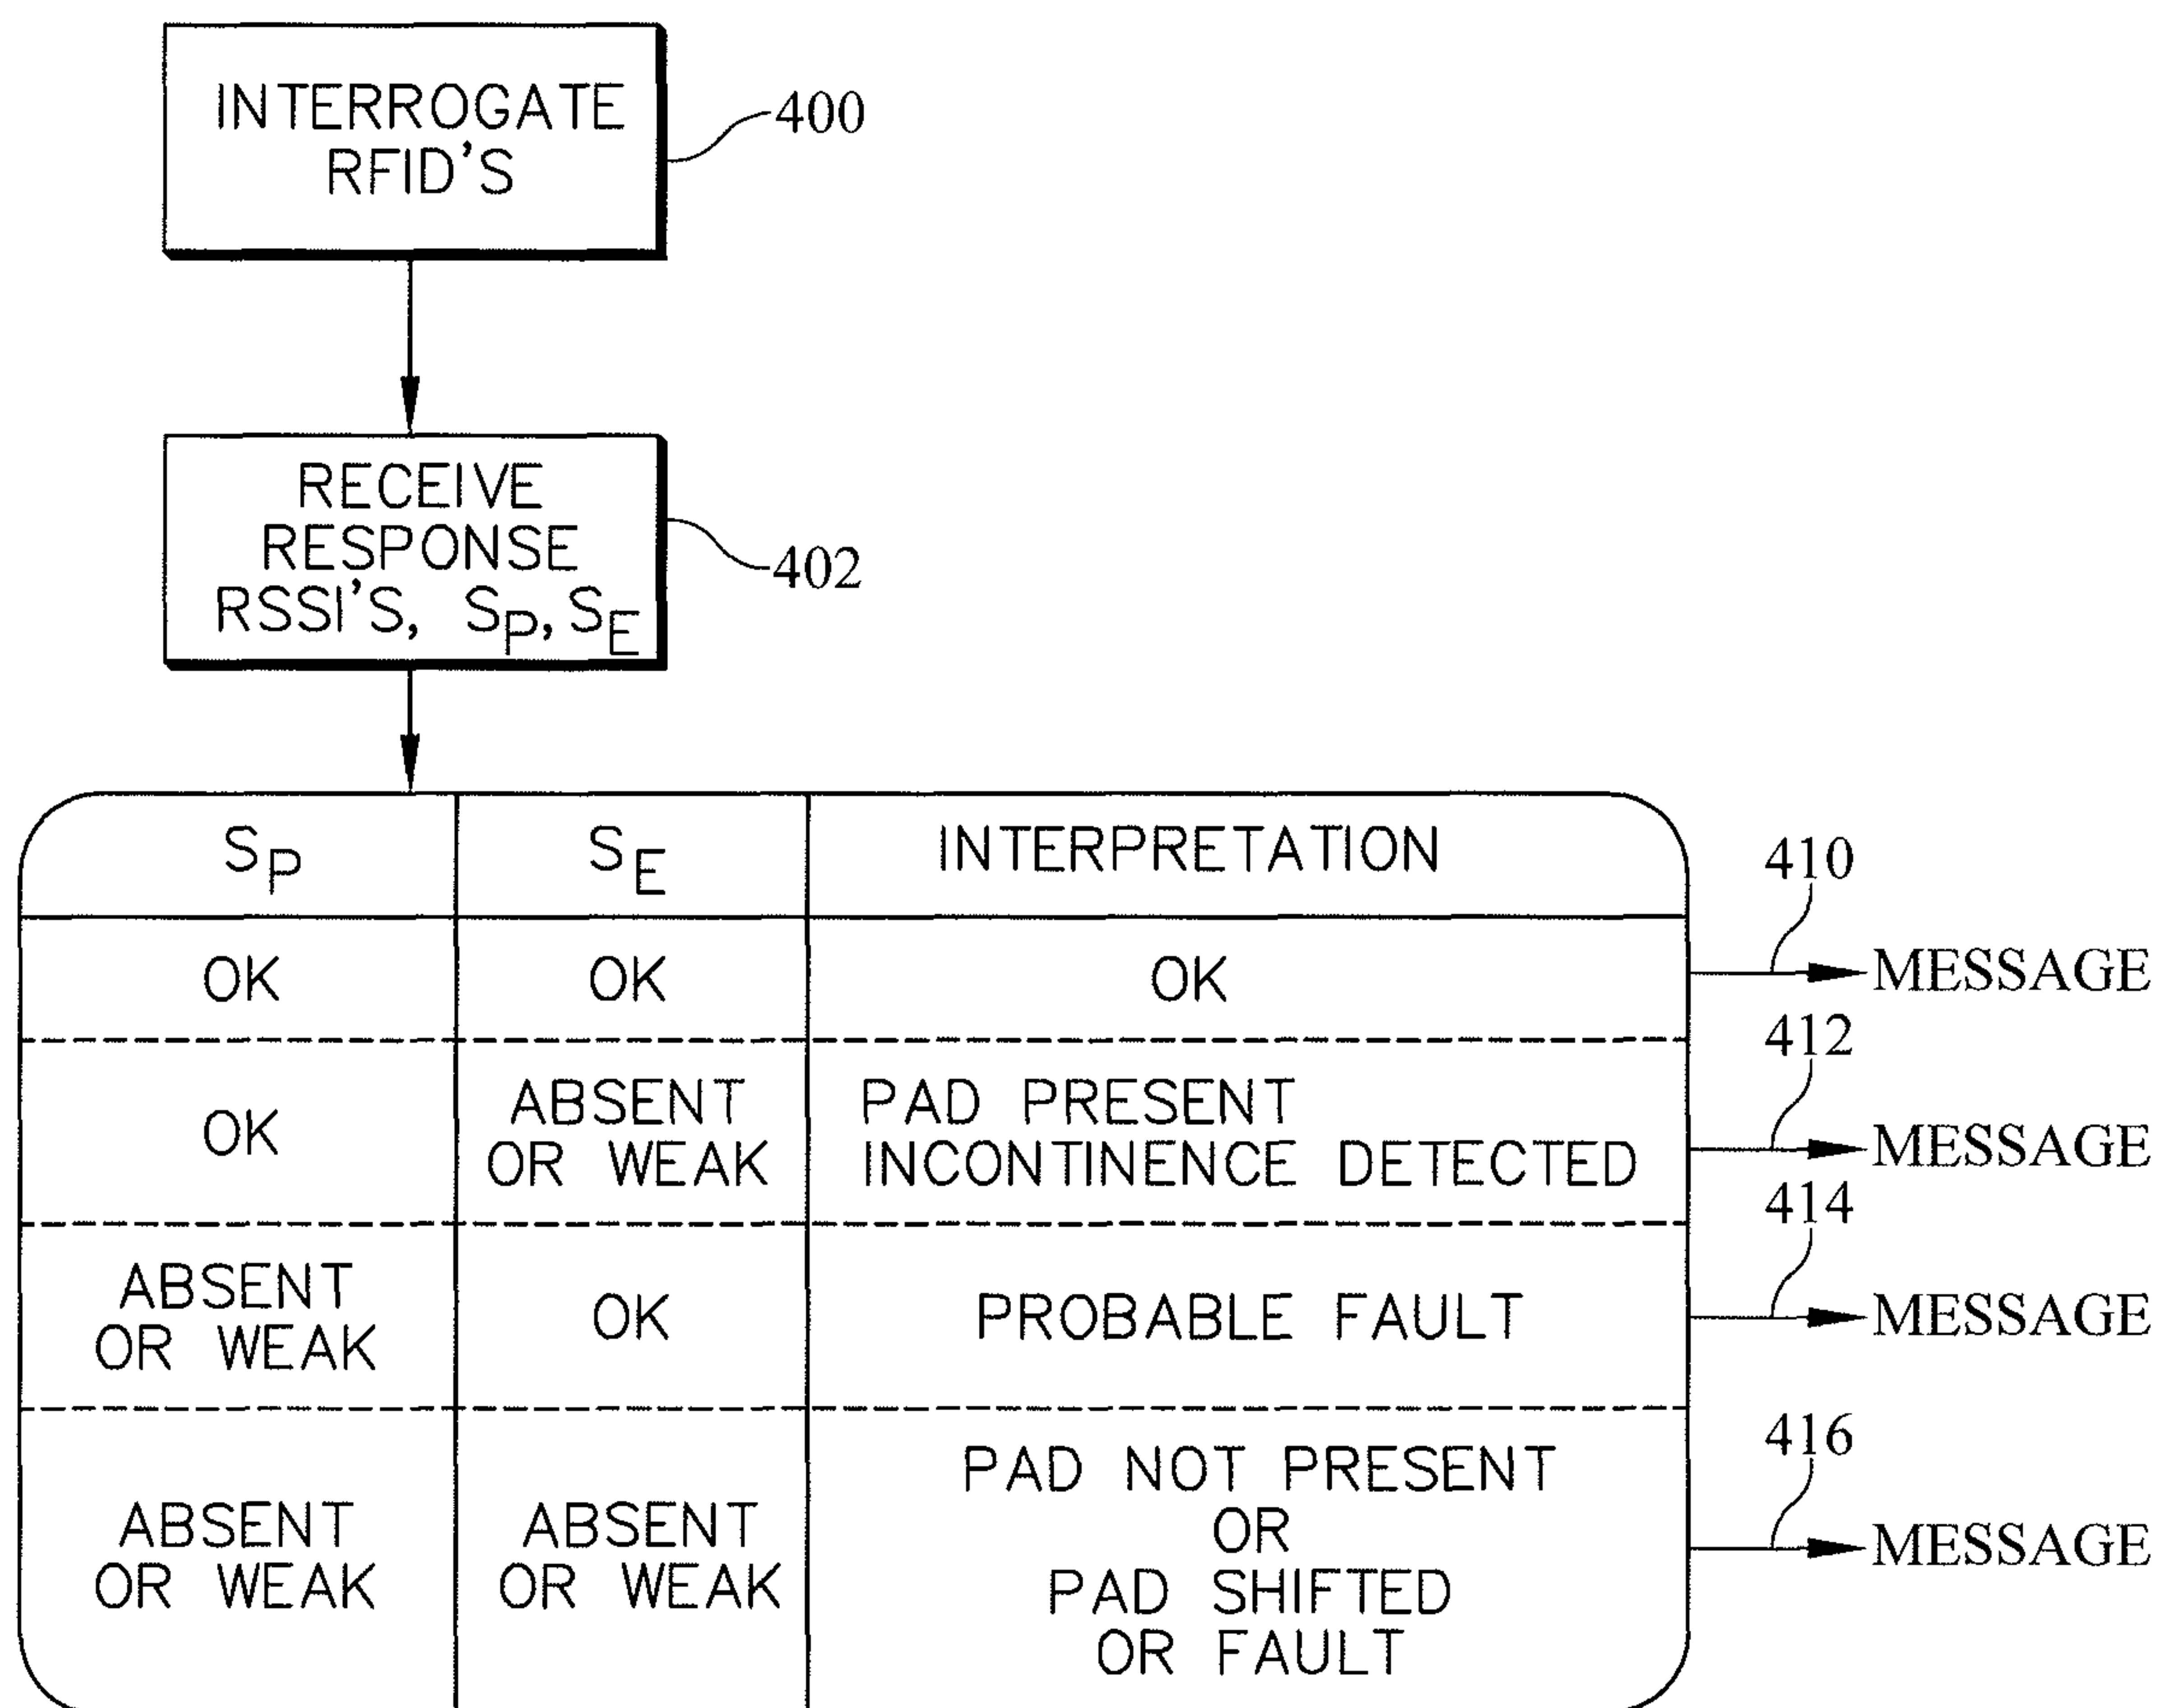 INTERROGATE
RFID'S
400
RECEIVE
RESPONSE
RSSI'S, SP, SE
402
SP SE INTERPRETATION
410
OK OK OK
MESSAGE
412
OK
ABSENT
OR WEAK
PAD PRESENT
INCONTINENCE DETECTED
MESSAGE
414
ABSENT
OR WEAK
OK
PROBABLE FAULT
MESSAGE
416
ABSENT
OR WEAK
ABSENT
OR WEAK
PAD NOT PRESENT
OR
PAD SHIFTED
OR FAULT
MESSAGE